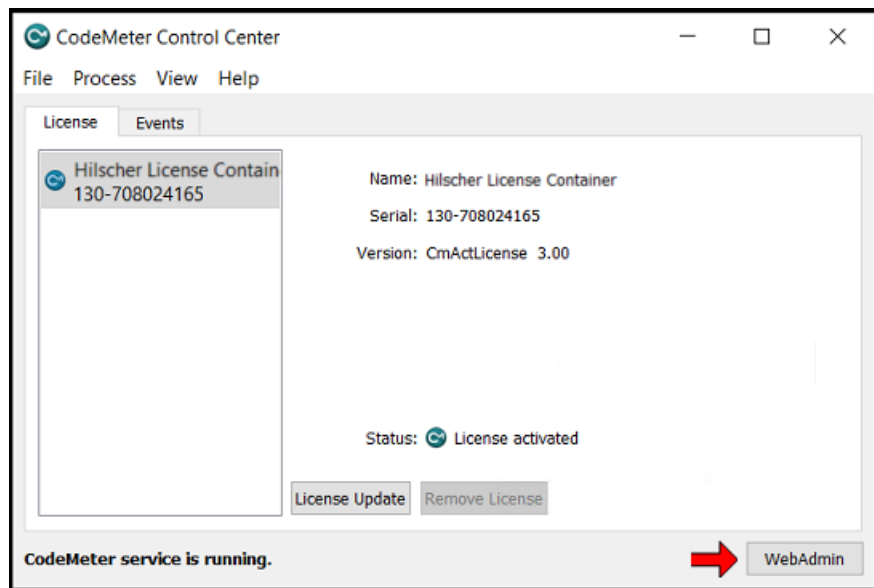 CodeMeter Control Center
File Process View Help
License Events
Hilscher License Contain
130-708024165
Name: Hilscher License Container
Serial: 130-708024165
Version: CmActLicense 3.00
Status: License activated
License Update Remove License
CodeMeter service is running.
WebAdmin